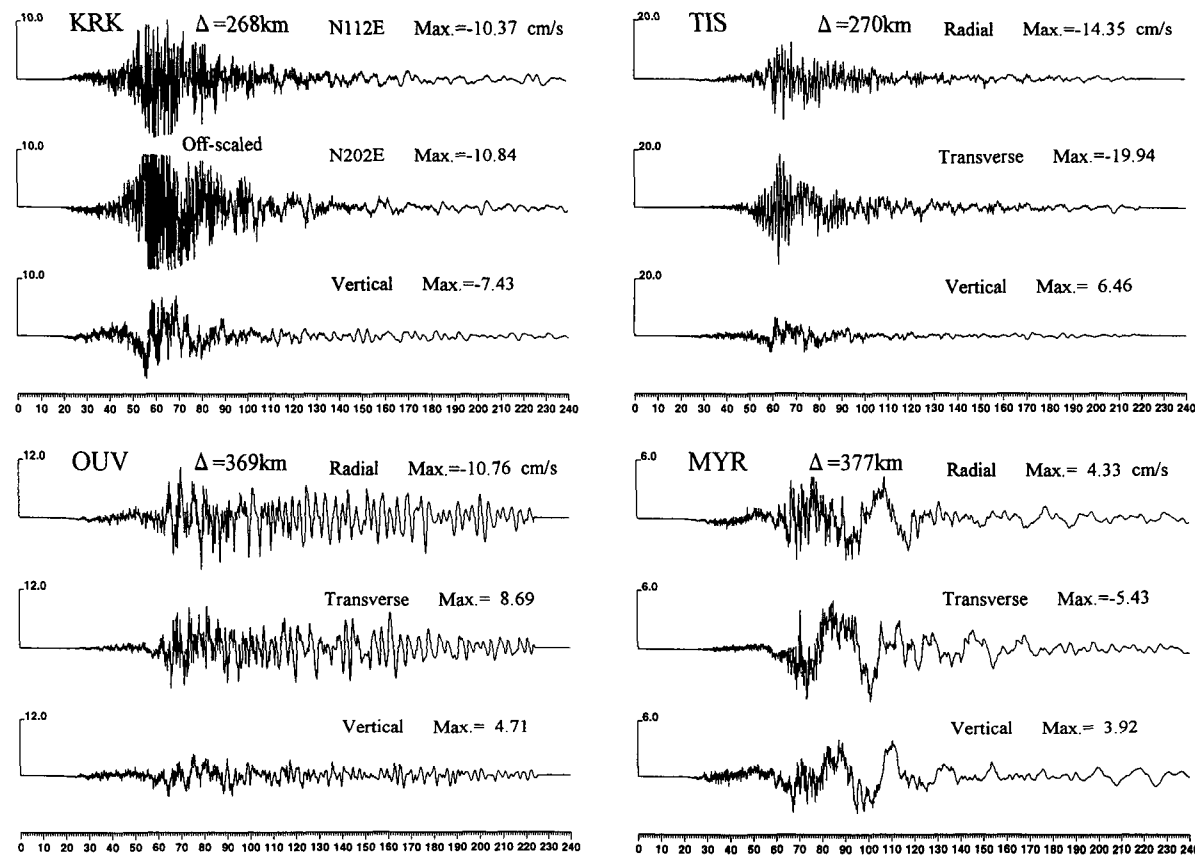 10.0 KRK Δ =268km N112E Max.=-10.37 cm/s
10.0 Off-scaled N202E Max.=-10.84
10.0 Vertical Max.=-7.43
0 10 20 30 40 50 60 70 80 90 100 110 120 130 140 150 160 170 180 190 200 210 220 230 240
20.0 TIS Δ =270km Radial Max.=-14.35 cm/s
20.0 Transverse Max.=-19.94
20.0 Vertical Max.= 6.46
0 10 20 30 40 50 60 70 80 90 100 110 120 130 140 150 160 170 180 190 200 210 220 230 240
12.0 OUV Δ =369km Radial Max.=-10.76 cm/s
12.0 Transverse Max.= 8.69
12.0 Vertical Max.= 4.71
0 10 20 30 40 50 60 70 80 90 100 110 120 130 140 150 160 170 180 190 200 210 220 230 240
6.0 MYR Δ =377km Radial Max.= 4.33 cm/s
6.0 Transverse Max.=-5.43
6.0 Vertical Max.= 3.92
0 10 20 30 40 50 60 70 80 90 100 110 120 130 140 150 160 170 180 190 200 210 220 230 240